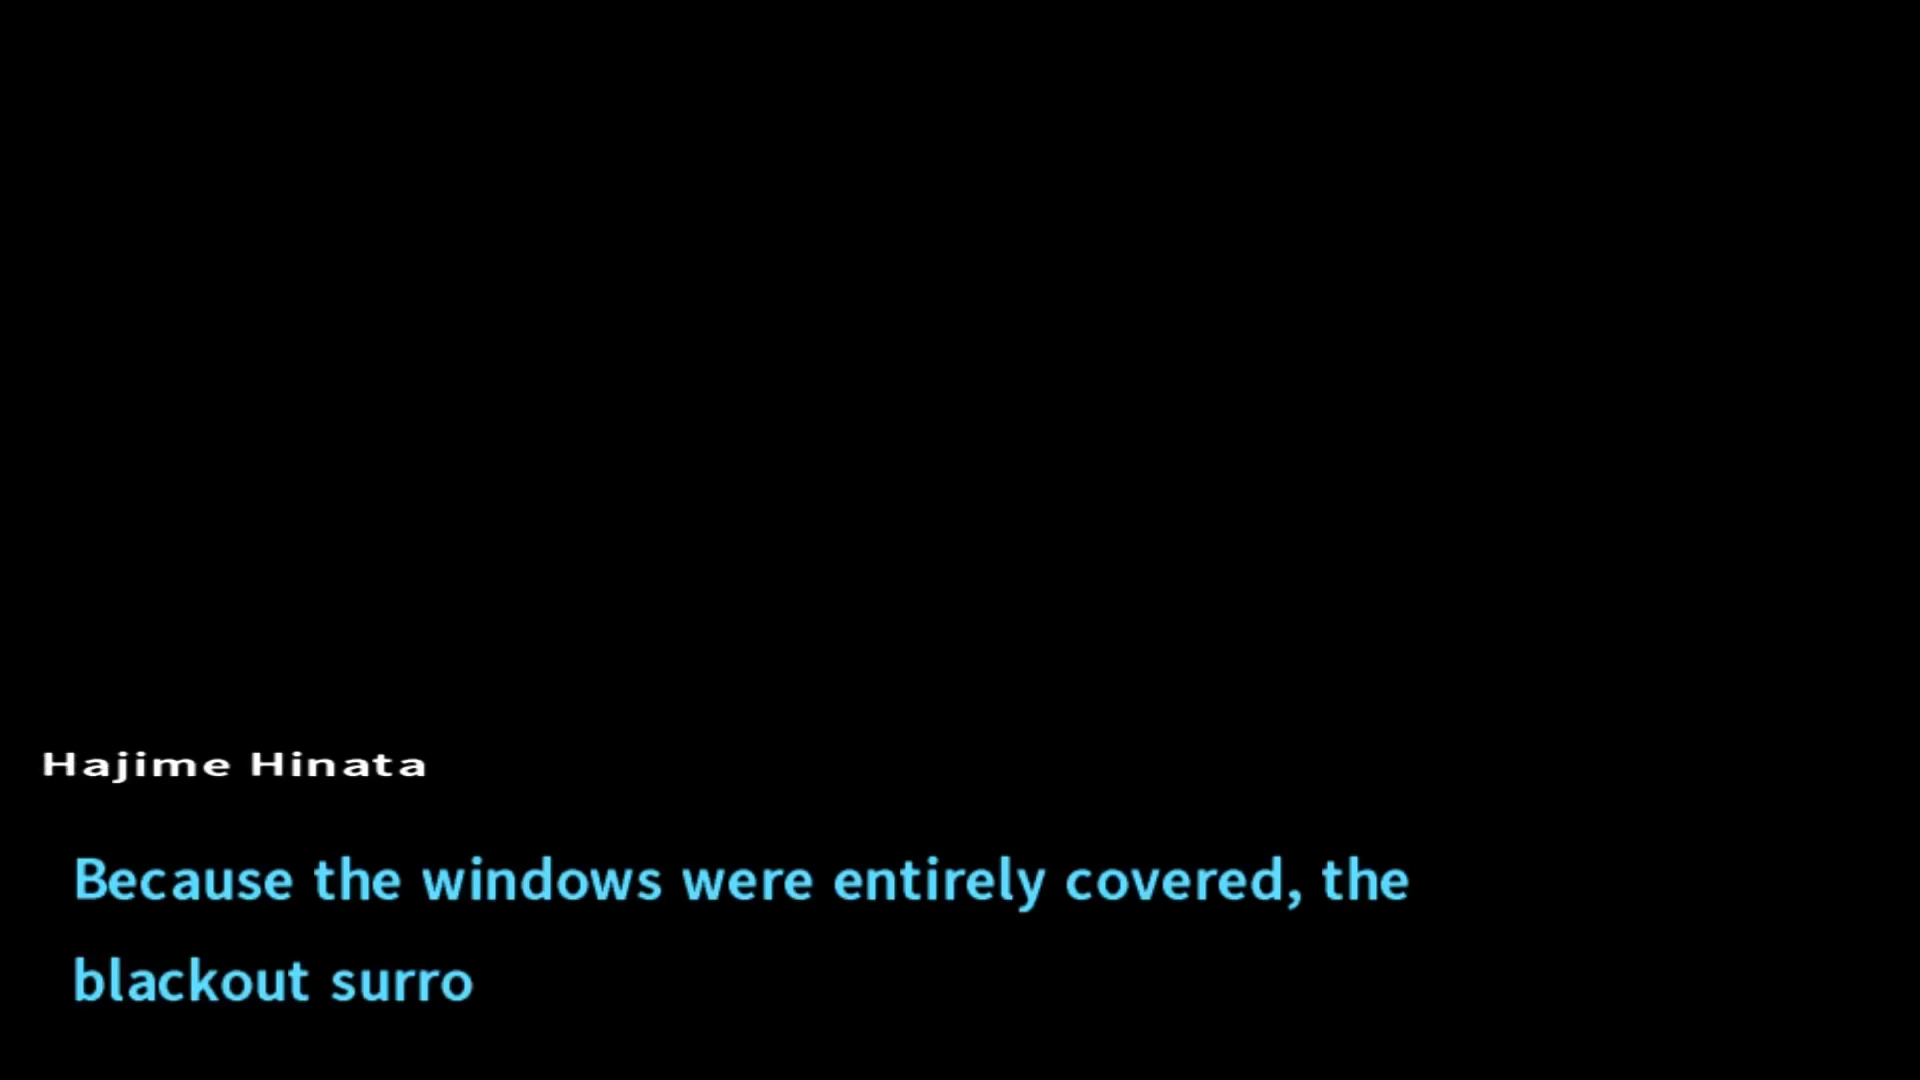 Hajime Hinata
Because the windows were entirely covered, the
blackout surro